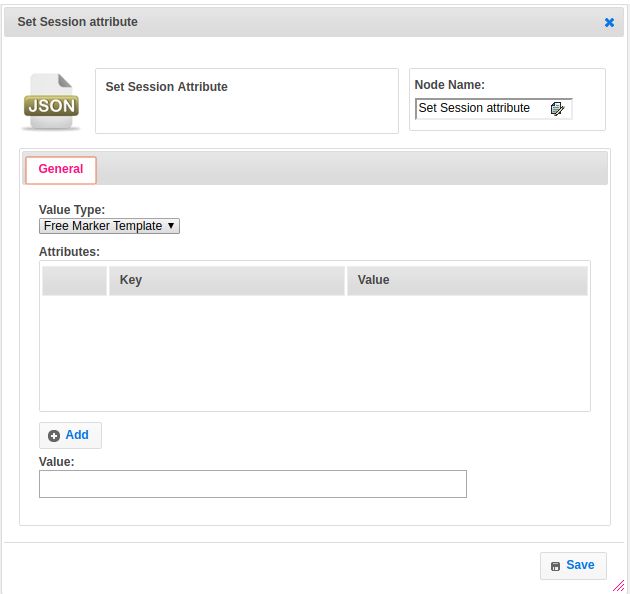 Set Session attribute
JSON
Set Session Attribute
Node Name:
Set Session attribute
General
Value Type:
Free Marker Template
Attributes:
Key Value
Add
Value:
Save